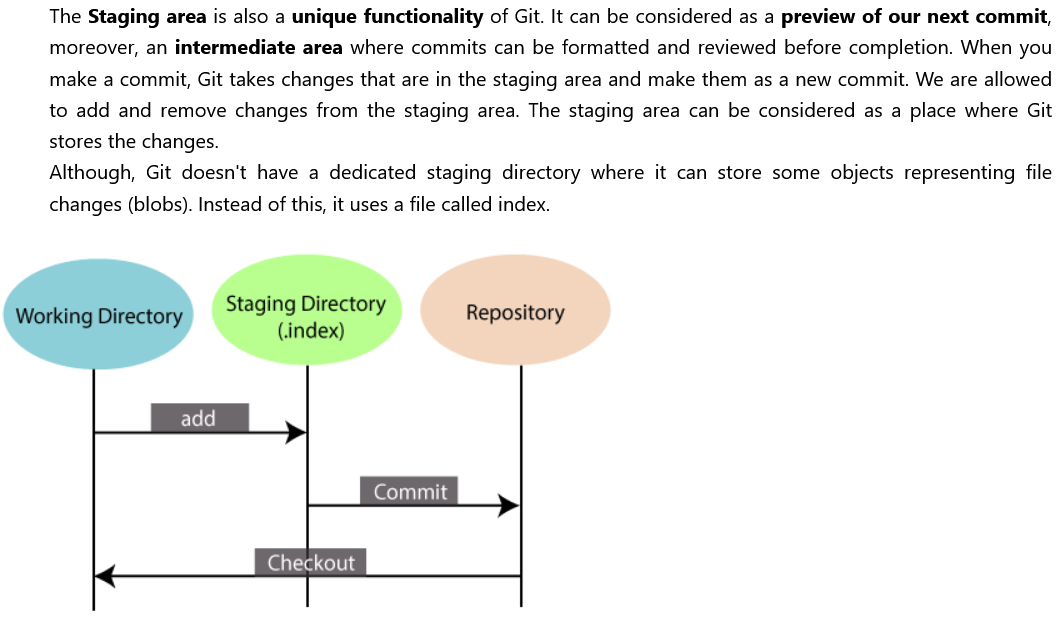 The Staging area is also a unique functionality of Git. It can be considered as a preview of our next commit,
moreover, an intermediate area where commits can be formatted and reviewed before completion. When you
make a commit, Git takes changes that are in the staging area and make them as a new commit. We are allowed
to add and remove changes from the staging area. The staging area can be considered as a place where Git
stores the changes.
Although, Git doesn't have a dedicated staging directory where it can store some objects representing file
changes (blobs). Instead of this, it uses a file called index.
Working Directory
Staging Directory
(.index)
Repository
add
Commit
Checkout